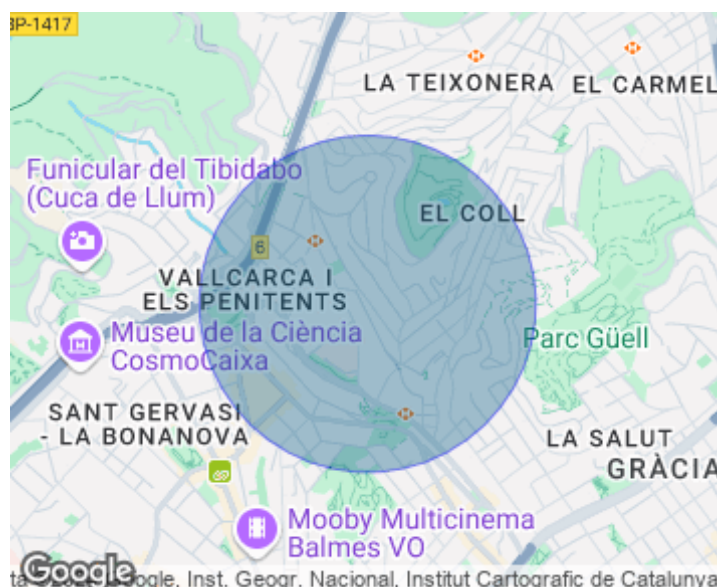 BP-1417
LA TEIXONERA
EL CARMEL
Funicular del Tibidabo
(Cuca de Llum)
EL COLL
6
VALLCARCA I
ELS PENITENTS
Museu de la Ciència
CosmoCaixa
Parc Güell
SANT GERVASI
- LA BONANOVA
LA SALUT
GRÀCIA
Mooby Multicinema
Balmes VO
Google
Google, Inst. Geogr. Nacional, Institut Cartografic de Catalunya